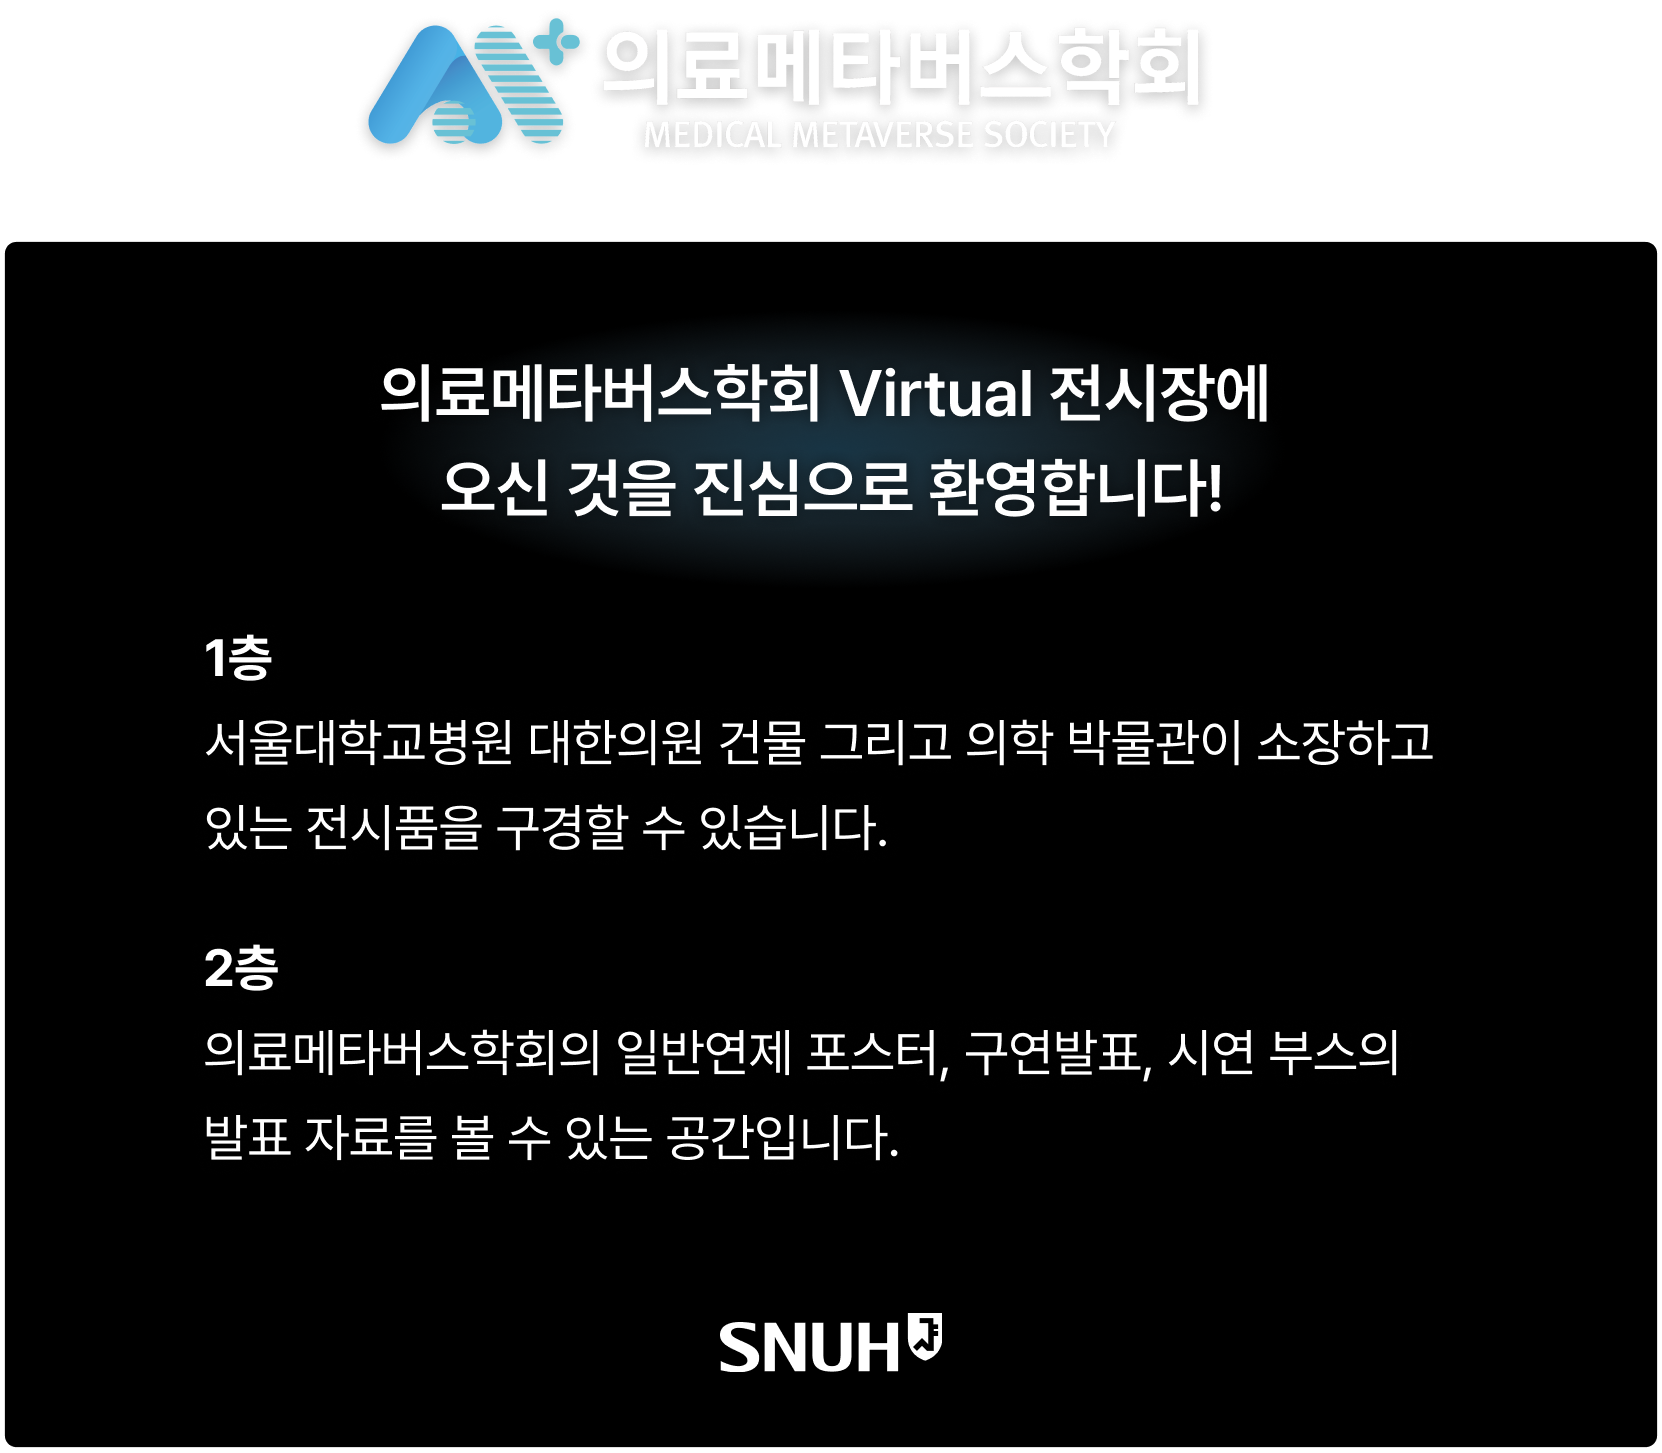 의료메타버스학회
MEDICAL METAVERSE SOCIETY
의료메타버스학회 Virtual 전시장에
오신 것을 진심으로 환영합니다!
1층
서울대학교병원 대한의원 건물 그리고 의학 박물관이 소장하고
있는 전시품을 구경할 수 있습니다.
2층
의료메타버스학회의 일반연제 포스터, 구연발표, 시연 부스의
발표 자료를 볼 수 있는 공간입니다.
SNUH